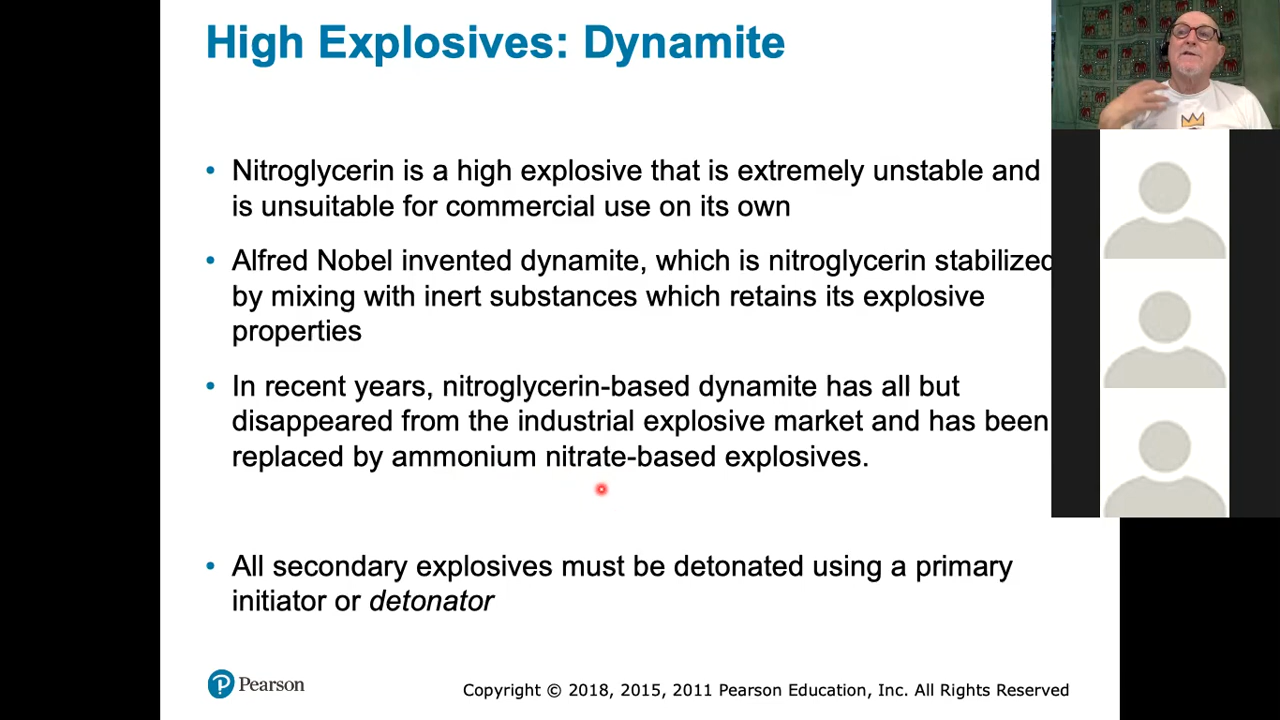 High Explosives: Dynamite
• Nitroglycerin is a high explosive that is extremely unstable and
is unsuitable for commercial use on its own
• Alfred Nobel invented dynamite, which is nitroglycerin stabilized
by mixing with inert substances which retains its explosive
properties
• In recent years, nitroglycerin-based dynamite has all but
disappeared from the industrial explosive market and has been
replaced by ammonium nitrate-based explosives.
• All secondary explosives must be detonated using a primary
initiator or detonator
P Pearson
Copyright © 2018, 2015, 2011 Pearson Education, Inc. All Rights Reserved